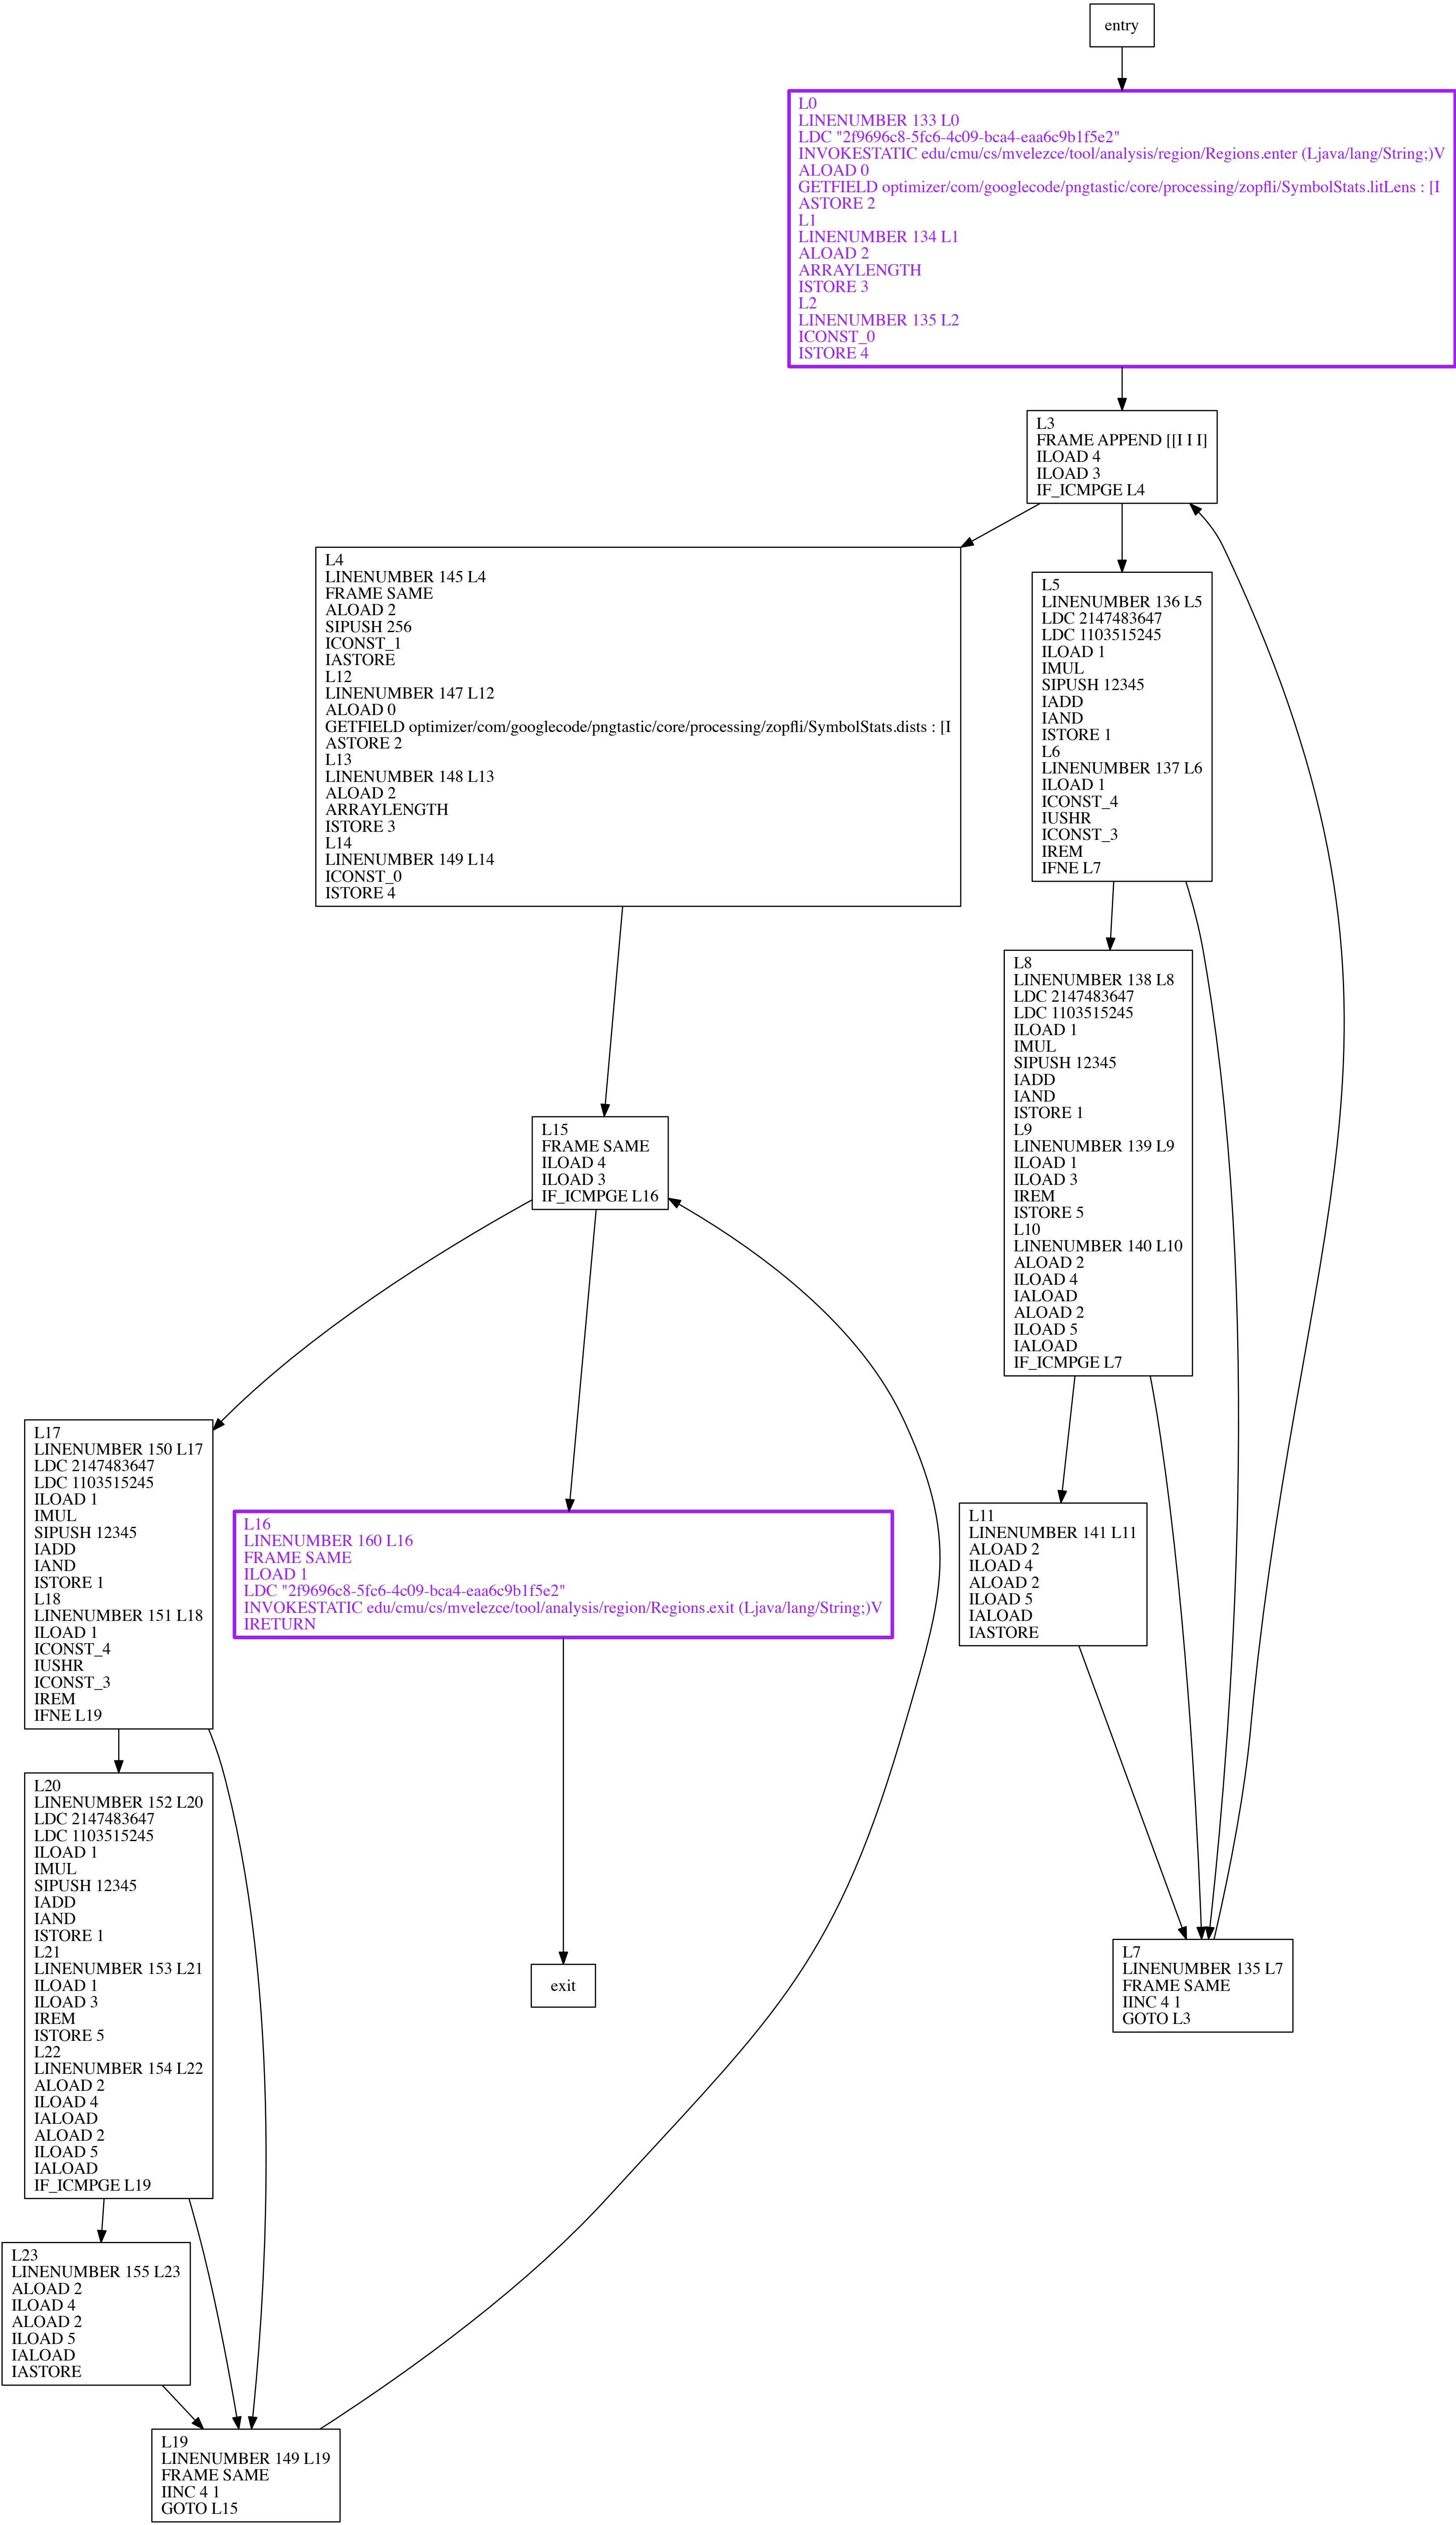 entry
L0
LINENUMBER 133 L0
LDC "2f9696c8-5fc6-4c09-bca4-eaa6c9b1f5e2"
INVOKESTATIC edu/cmu/cs/mvelezce/tool/analysis/region/Regions.enter (Ljava/lang/String;)V
ALOAD 0
GETFIELD optimizer/com/googlecode/pngtastic/core/processing/zopfli/SymbolStats.litLens : [I
ASTORE 2
L1
LINENUMBER 134 L1
ALOAD 2
ARRAYLENGTH
ISTORE 3
L2
LINENUMBER 135 L2
ICONST_0
ISTORE 4
L3
FRAME APPEND [[I I I]
ILOAD 4
ILOAD 3
IF_ICMPGE L4
L4
LINENUMBER 145 L4
FRAME SAME
ALOAD 2
SIPUSH 256
ICONST_1
IASTORE
L12
LINENUMBER 147 L12
ALOAD 0
GETFIELD optimizer/com/googlecode/pngtastic/core/processing/zopfli/SymbolStats.dists : [I
ASTORE 2
L13
LINENUMBER 148 L13
ALOAD 2
ARRAYLENGTH
ISTORE 3
L14
LINENUMBER 149 L14
ICONST_0
ISTORE 4
L5
LINENUMBER 136 L5
LDC 2147483647
LDC 1103515245
ILOAD 1
IMUL
SIPUSH 12345
IADD
IAND
ISTORE 1
L6
LINENUMBER 137 L6
ILOAD 1
ICONST_4
IUSHR
ICONST_3
IREM
IFNE L7
L8
LINENUMBER 138 L8
LDC 2147483647
LDC 1103515245
ILOAD 1
IMUL
SIPUSH 12345
IADD
IAND
ISTORE 1
L9
LINENUMBER 139 L9
ILOAD 1
ILOAD 3
IREM
ISTORE 5
L10
LINENUMBER 140 L10
ALOAD 2
ILOAD 4
IALOAD
ALOAD 2
ILOAD 5
IALOAD
IF_ICMPGE L7
L15
FRAME SAME
ILOAD 4
ILOAD 3
IF_ICMPGE L16
L17
LINENUMBER 150 L17
LDC 2147483647
LDC 1103515245
ILOAD 1
IMUL
SIPUSH 12345
IADD
IAND
ISTORE 1
L18
LINENUMBER 151 L18
ILOAD 1
ICONST_4
IUSHR
ICONST_3
IREM
IFNE L19
L16
LINENUMBER 160 L16
FRAME SAME
ILOAD 1
LDC "2f9696c8-5fc6-4c09-bca4-eaa6c9b1f5e2"
INVOKESTATIC edu/cmu/cs/mvelezce/tool/analysis/region/Regions.exit (Ljava/lang/String;)V
IRETURN
L11
LINENUMBER 141 L11
ALOAD 2
ILOAD 4
ALOAD 2
ILOAD 5
IALOAD
IASTORE
L20
LINENUMBER 152 L20
LDC 2147483647
LDC 1103515245
ILOAD 1
IMUL
SIPUSH 12345
IADD
IAND
ISTORE 1
L21
LINENUMBER 153 L21
ILOAD 1
ILOAD 3
IREM
ISTORE 5
L22
LINENUMBER 154 L22
ALOAD 2
ILOAD 4
IALOAD
ALOAD 2
ILOAD 5
IALOAD
IF_ICMPGE L19
exit
L7
LINENUMBER 135 L7
FRAME SAME
IINC 4 1
GOTO L3
L23
LINENUMBER 155 L23
ALOAD 2
ILOAD 4
ALOAD 2
ILOAD 5
IALOAD
IASTORE
L19
LINENUMBER 149 L19
FRAME SAME
IINC 4 1
GOTO L15